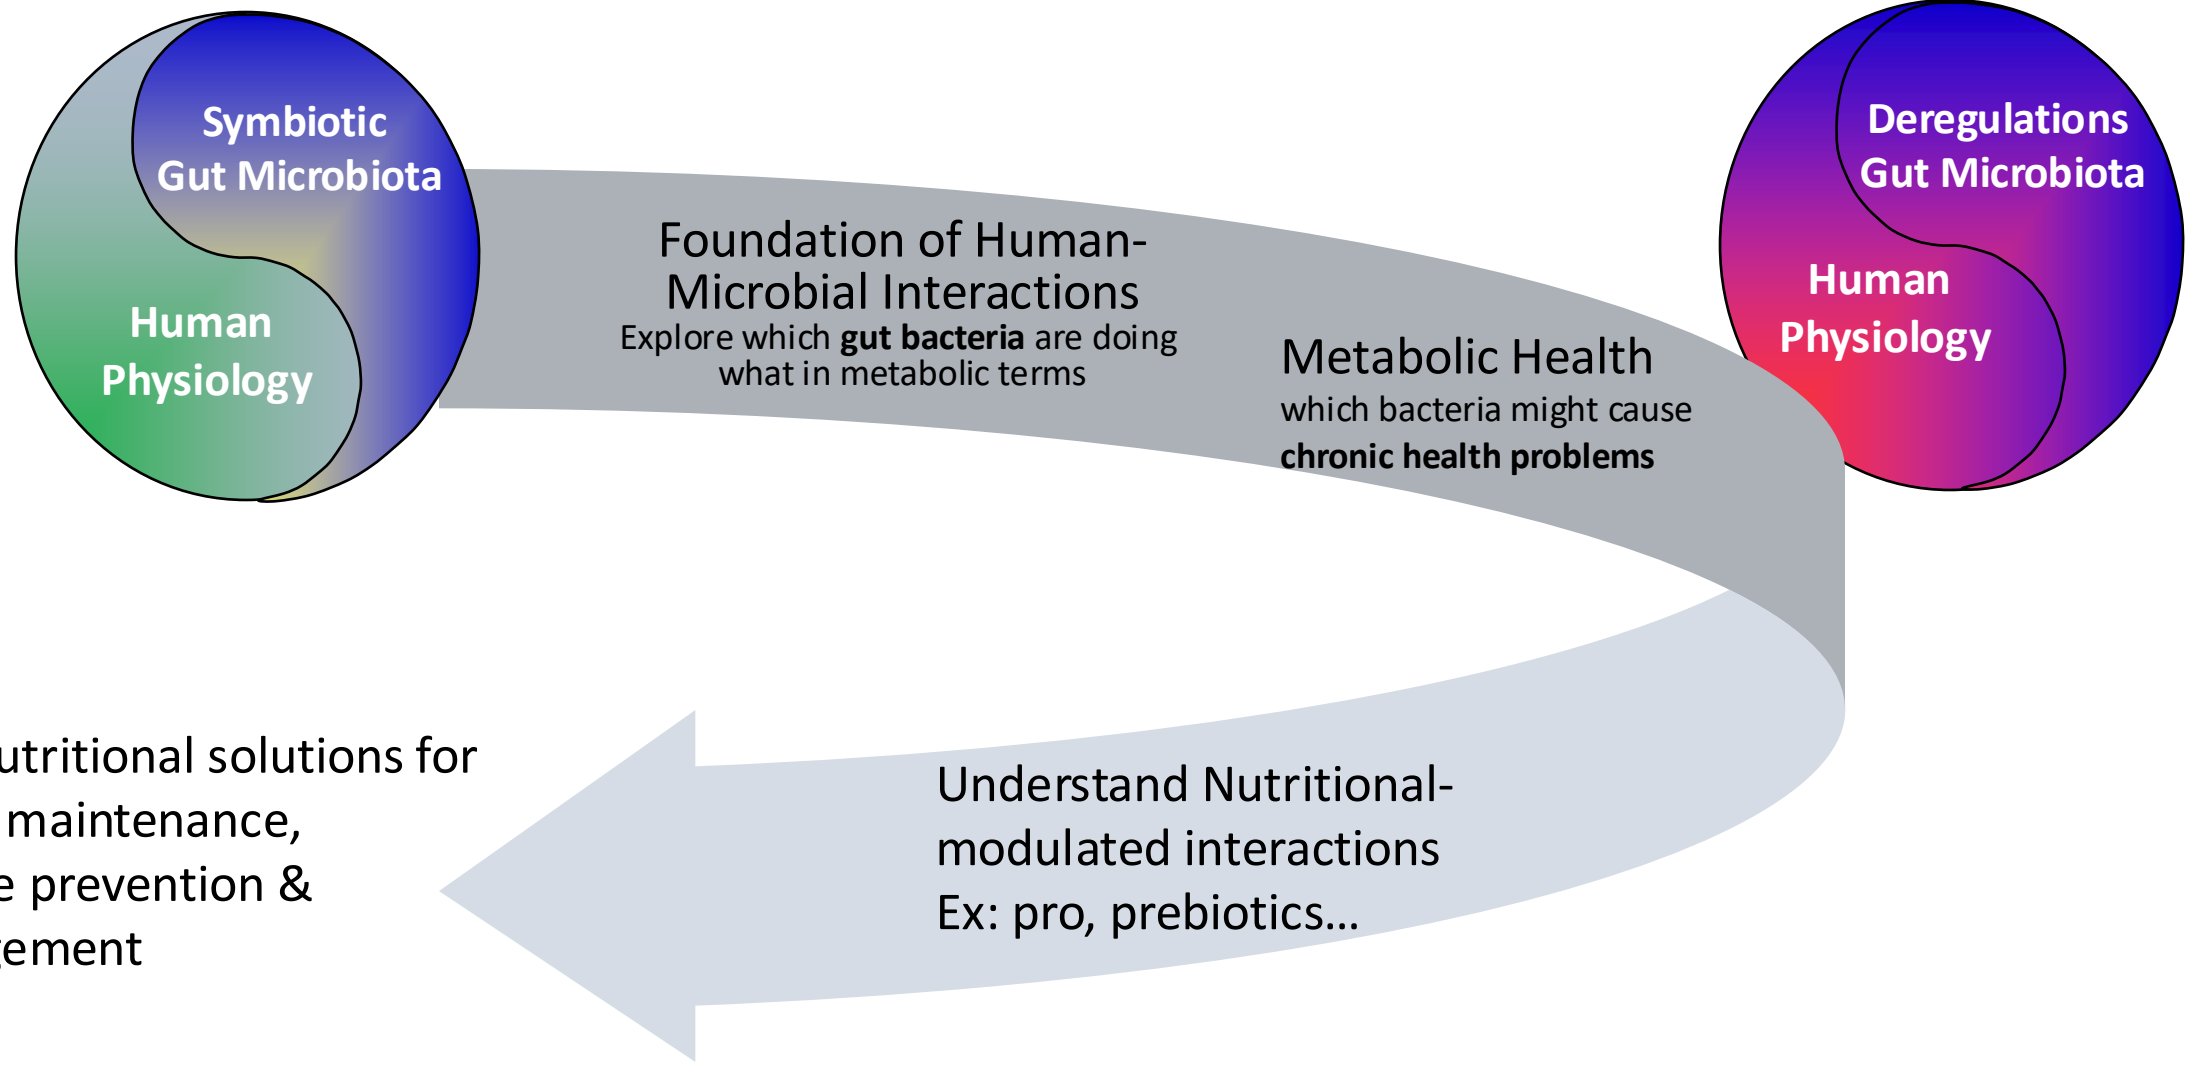 Symbiotic
Gut Microbiota
Human
Physiology
Deregulations
Gut Microbiota
Human
Physiology
Foundation of Human-
Microbial Interactions
Explore which gut bacteria are doing
what in metabolic terms
Metabolic Health
which bacteria might cause
chronic health problems
Understand Nutritional-
modulated interactions
Ex: pro, prebiotics...
utritional solutions for
maintenance,
e prevention &
gement